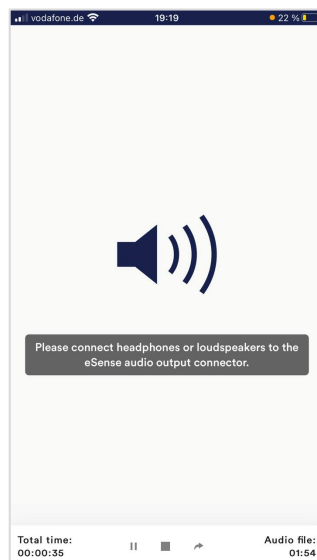 vodafone.de 19:19 22 %
Please connect headphones or loudspeakers to the
eSense audio output connector.
Total time:
00:00:35
Audio file:
01:54